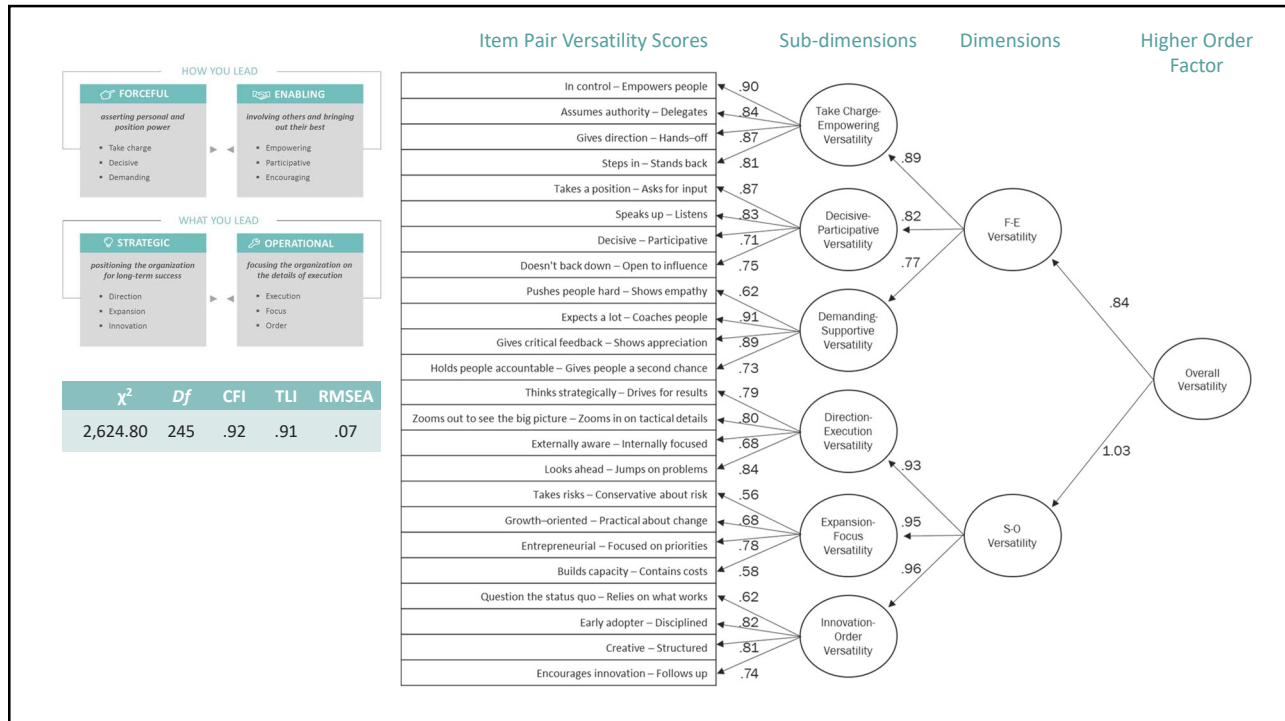 Item Pair Versatility Scores
Sub-dimensions
Dimensions
Higher Order
Factor
HOW YOU LEAD
FORCEFUL
asserting personal and
position power
▪ Take charge
▪ Decisive
▪ Demanding
ENABLING
involving others and bringing
out their best
▪ Empowering
▪ Participative
▪ Encouraging
WHAT YOU LEAD
STRATEGIC
positioning the organization
for long-term success
▪ Direction
▪ Expansion
▪ Innovation
OPERATIONAL
focusing the organization on
the details of execution
▪ Execution
▪ Focus
▪ Order
χ² Df CFI TLI RMSEA
2,624.80 245 .92 .91 .07
In control – Empowers people .90
Assumes authority – Delegates .84
Gives direction – Hands–off .87
Steps in – Stands back .81
Takes a position – Asks for input .87
Speaks up – Listens .83
Decisive – Participative .71
Doesn't back down – Open to influence .75
Pushes people hard – Shows empathy .62
Expects a lot – Coaches people .91
Gives critical feedback – Shows appreciation .89
Holds people accountable – Gives people a second chance .73
Thinks strategically – Drives for results .79
Zooms out to see the big picture – Zooms in on tactical details .80
Externally aware – Internally focused .68
Looks ahead – Jumps on problems .84
Takes risks – Conservative about risk .56
Growth–oriented – Practical about change .68
Entrepreneurial – Focused on priorities .78
Builds capacity – Contains costs .58
Question the status quo – Relies on what works .62
Early adopter – Disciplined .82
Creative – Structured .81
Encourages innovation – Follows up .74
Take Charge-
Empowering
Versatility
Decisive-
Participative
Versatility
Demanding-
Supportive
Versatility
Direction-
Execution
Versatility
Expansion-
Focus
Versatility
Innovation-
Order
Versatility
.89
.82
.77
.93
.95
.96
F-E
Versatility
S-O
Versatility
.84
1.03
Overall
Versatility